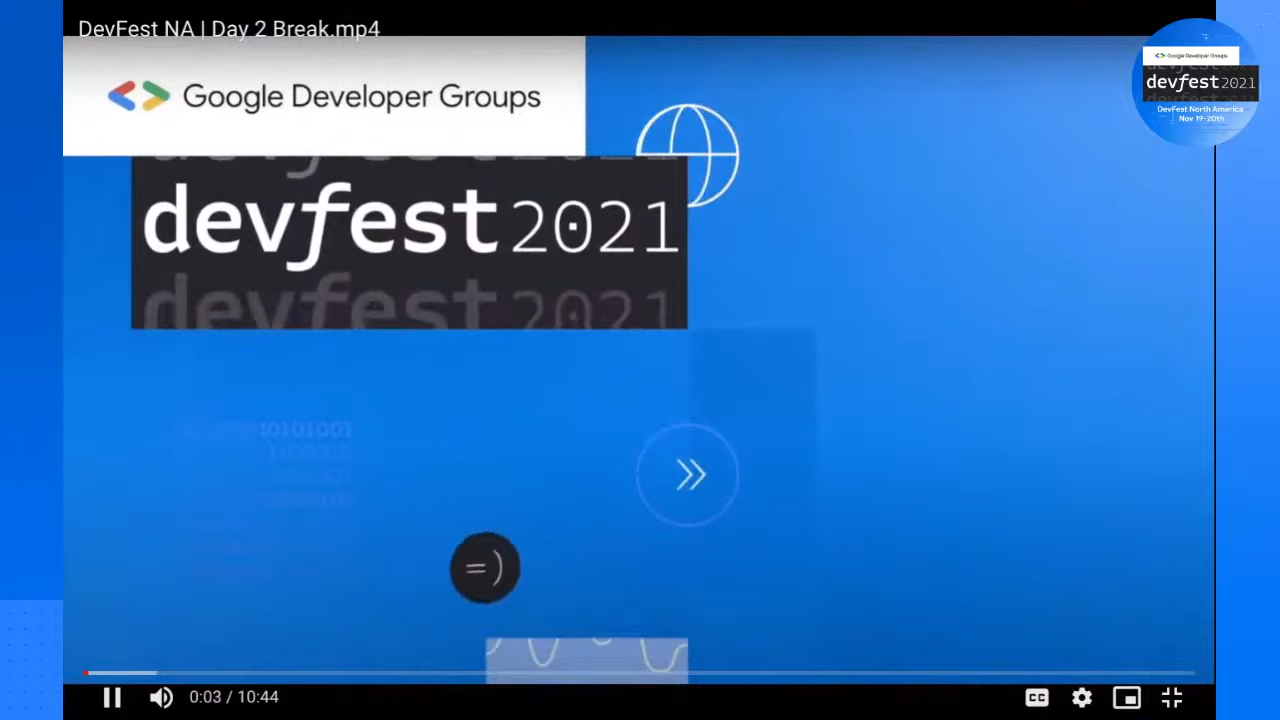 DevFest NA | Day 2 Break.mp4
Google Developer Groups
devfest 2021
devfest 2021
10101001
=)
0:03 / 10:44
CC
Google Developer Groups
devfest 2021
DevFest North America
Nov 19-20th